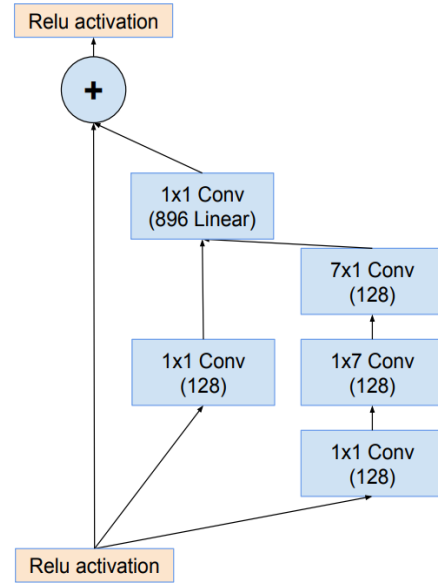 Relu activation
+
1x1 Conv
(896 Linear)
7x1 Conv
(128)
1x1 Conv
(128)
1x7 Conv
(128)
1x1 Conv
(128)
Relu activation